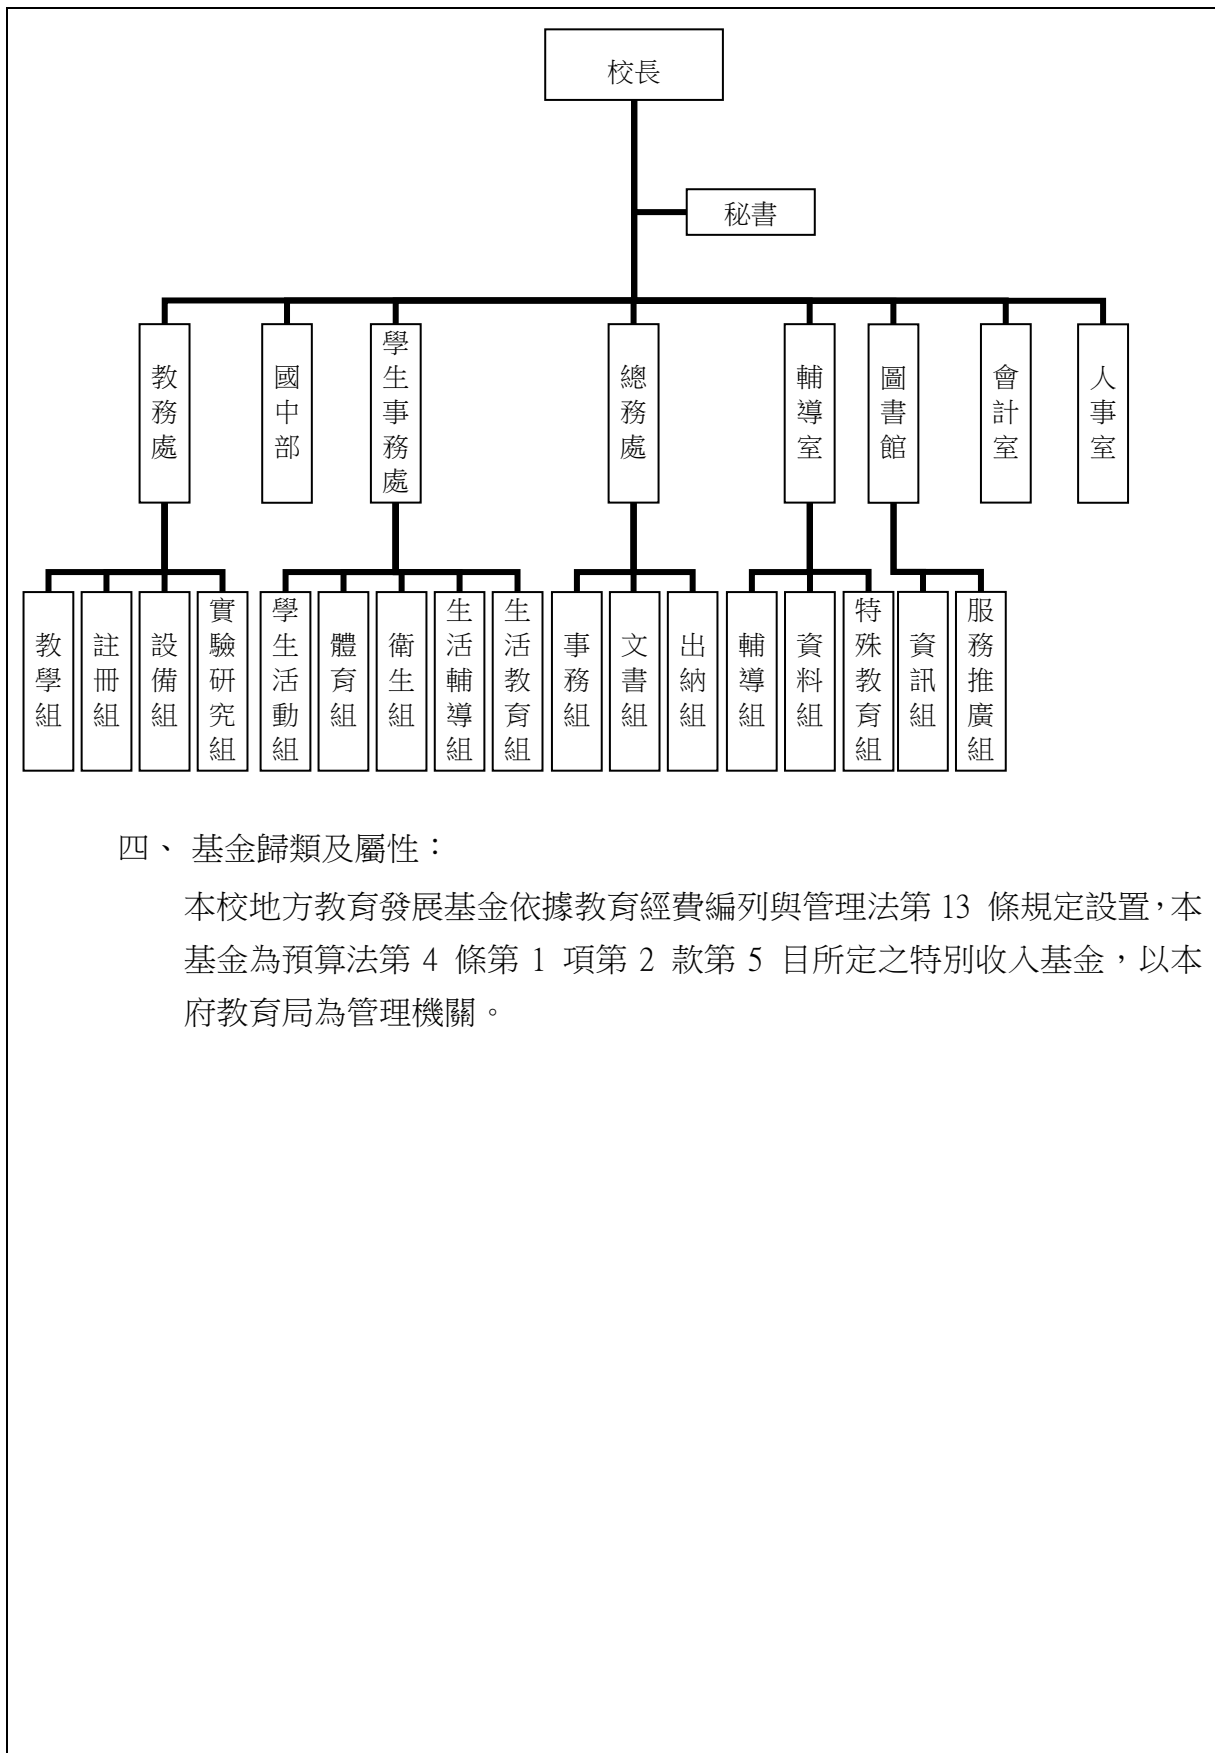 校長
秘書
教務處
國中部
學生事務處
總務處
輔導室
圖書館
會計室
人事室
教學組
註冊組
設備組
實驗研究組
學生活動組
體育組
衛生組
生活輔導組
生活教育組
事務組
文書組
出納組
輔導組
資料組
特殊教育組
資訊組
服務推廣組
四、 基金歸類及屬性：
本校地方教育發展基金依據教育經費編列與管理法第 13 條規定設置，本
基金為預算法第 4 條第 1 項第 2 款第 5 目所定之特別收入基金，以本
府教育局為管理機關。